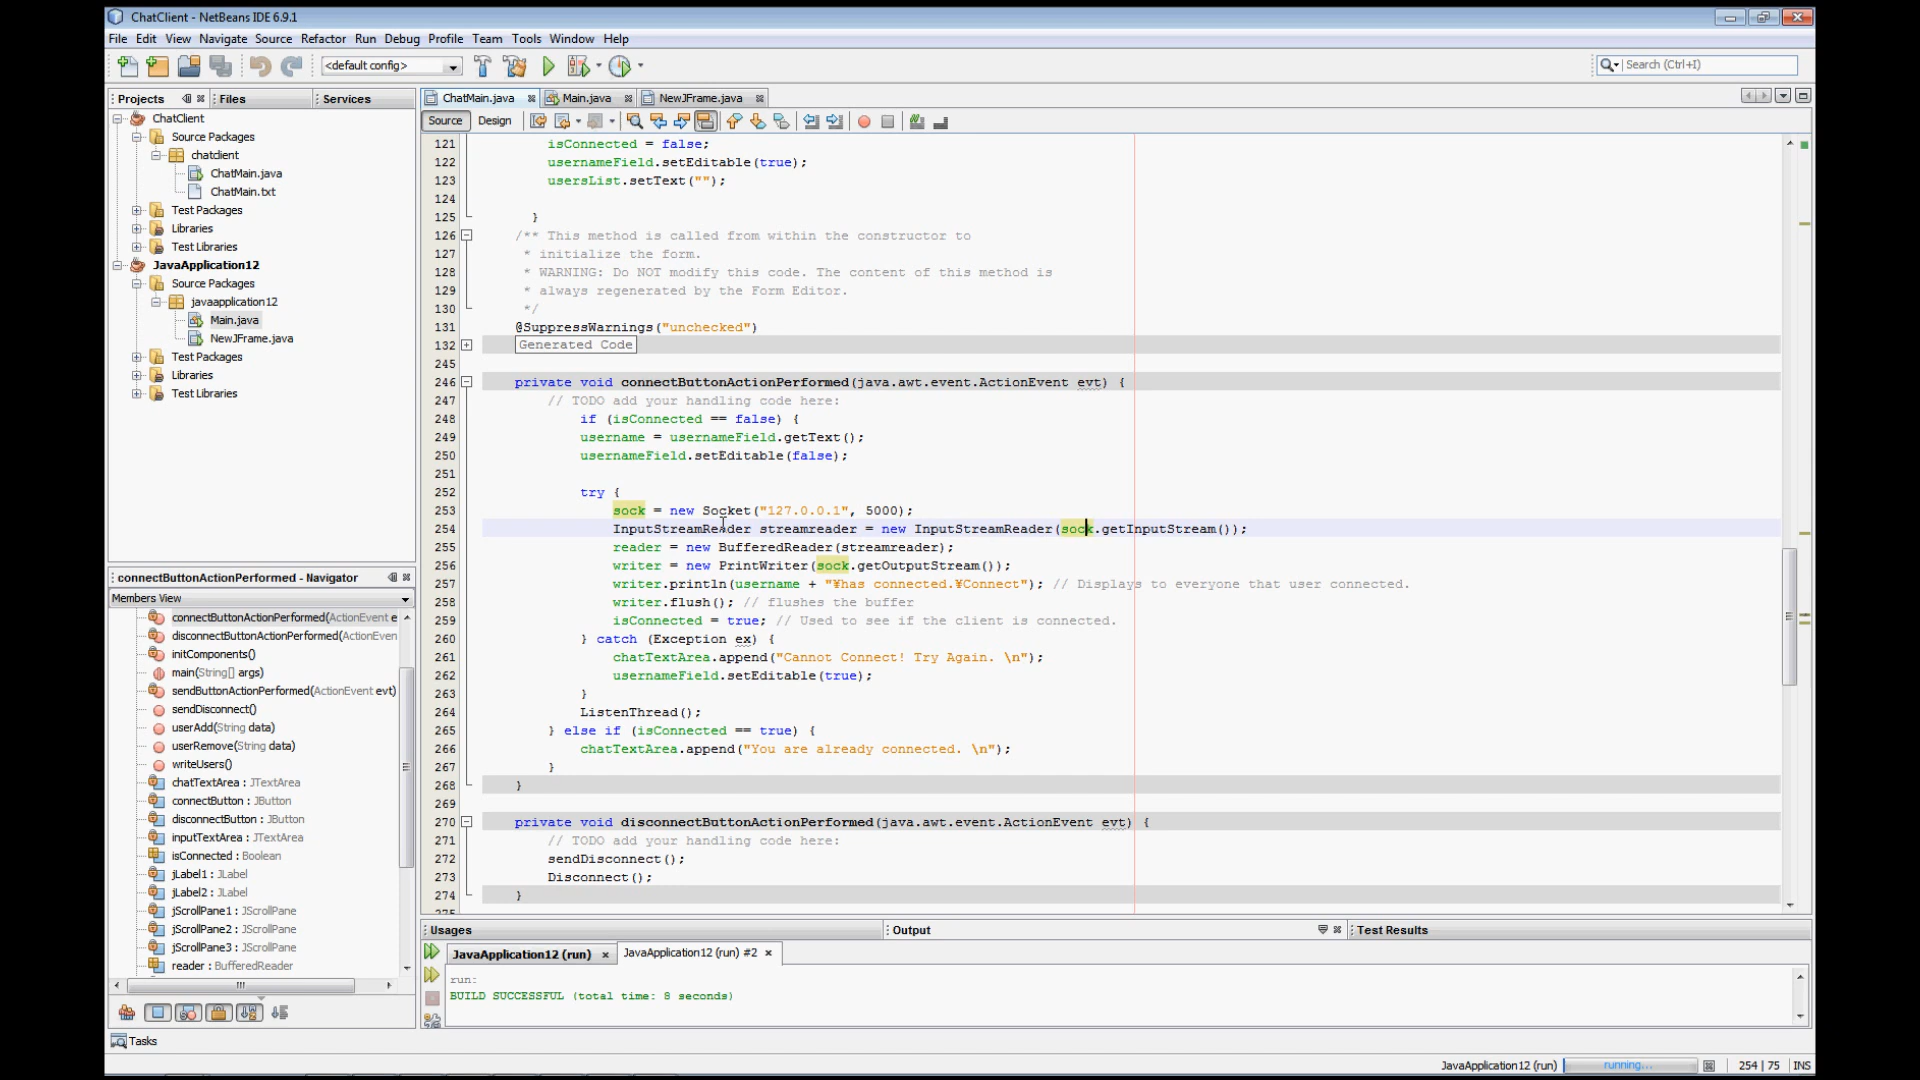 ChatClient - NetBeans IDE 6.9.1
File Edit View Navigate Source Refactor Run Debug Profile Team Tools Window Help
<default config>
Search (Ctrl+I)
Projects
Files
Services
ChatClient
Source Packages
chatclient
ChatMain.java
ChatMain.txt
Test Packages
Libraries
Test Libraries
JavaApplication12
Source Packages
javaapplication12
Main.java
NewJFrame.java
Test Packages
Libraries
Test Libraries
connectButtonActionPerformed - Navigator
Members View
connectButtonActionPerformed(ActionEvent e
disconnectButtonActionPerformed(ActionEven
initComponents()
main(String[] args)
sendButtonActionPerformed(ActionEvent evt)
sendDisconnect()
userAdd(String data)
userRemove(String data)
writeUsers()
chatTextArea : JTextArea
connectButton : JButton
disconnectButton : JButton
inputTextArea : JTextArea
isConnected : Boolean
jLabel1 : JLabel
jLabel2 : JLabel
jScrollPane1 : JScrollPane
jScrollPane2 : JScrollPane
jScrollPane3 : JScrollPane
reader : BufferedReader
Tasks
ChatMain.java Main.java NewJFrame.java
Source Design
121 isConnected = false;
122 usernameField.setEditable(true);
123 usersList.setText("");
124
125 }
126 /** This method is called from within the constructor to
127 * initialize the form.
128 * WARNING: Do NOT modify this code. The content of this method is
129 * always regenerated by the Form Editor.
130 */
131 @SuppressWarnings("unchecked")
132 Generated Code
245
246 private void connectButtonActionPerformed(java.awt.event.ActionEvent evt) {
247 // TODO add your handling code here:
248 if (isConnected == false) {
249 username = usernameField.getText();
250 usernameField.setEditable(false);
251
252 try {
253 sock = new Socket("127.0.0.1", 5000);
254 InputStreamReader streamreader = new InputStreamReader(sock.getInputStream());
255 reader = new BufferedReader(streamreader);
256 writer = new PrintWriter(sock.getOutputStream());
257 writer.println(username + "¥has connected.¥Connect"); // Displays to everyone that user connected.
258 writer.flush(); // flushes the buffer
259 isConnected = true; // Used to see if the client is connected.
260 } catch (Exception ex) {
261 chatTextArea.append("Cannot Connect! Try Again. \n");
262 usernameField.setEditable(true);
263 }
264 ListenThread();
265 } else if (isConnected == true) {
266 chatTextArea.append("You are already connected. \n");
267 }
268 }
269
270 private void disconnectButtonActionPerformed(java.awt.event.ActionEvent evt) {
271 // TODO add your handling code here:
272 sendDisconnect();
273 Disconnect();
274 }
275
Usages Output Test Results
JavaApplication12 (run) JavaApplication12 (run) #2
run:
BUILD SUCCESSFUL (total time: 8 seconds)
JavaApplication12 (run) running... 254 | 75 INS